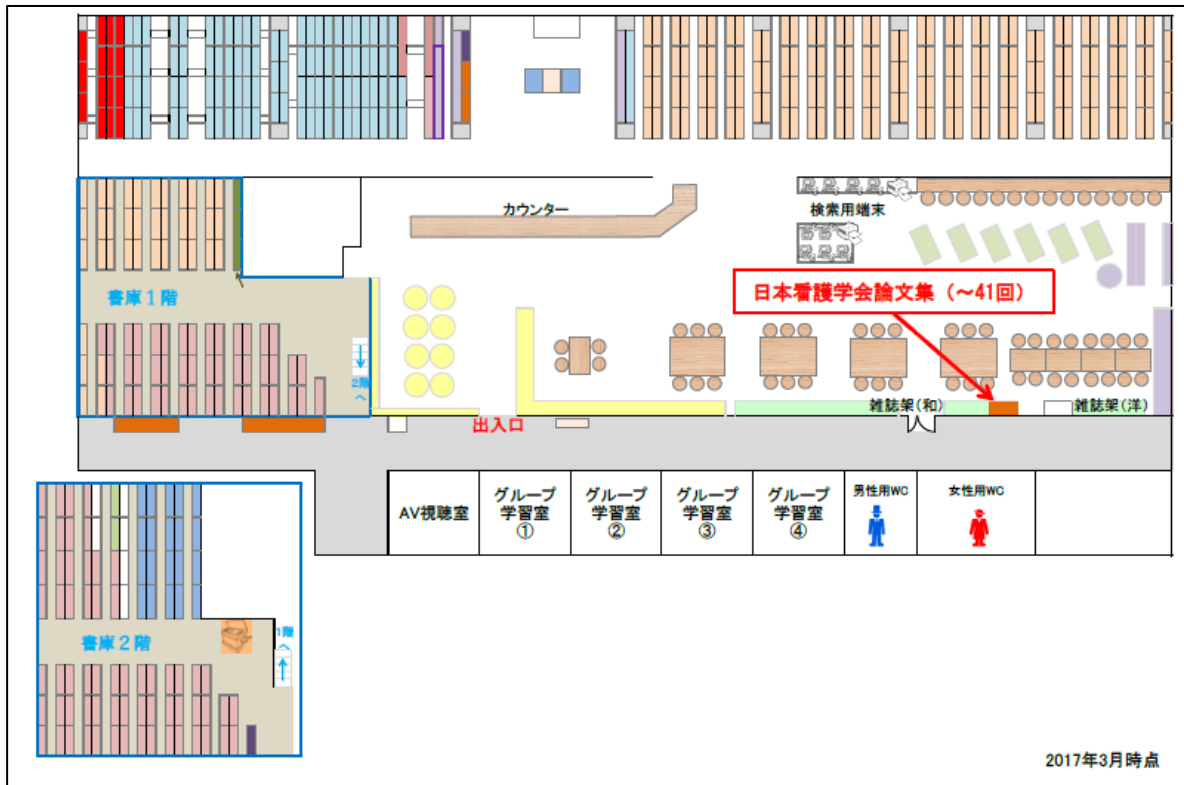 カウンター
検索用端末
日本看護学会論文集（～41回）
書庫１階
2階
へ
雑誌架(和)
雑誌架(洋)
出入口
AV視聴室
グループ
学習室
①
グループ
学習室
②
グループ
学習室
③
グループ
学習室
④
男性用WC
女性用WC
書庫２階
1階
へ
2017年3月時点